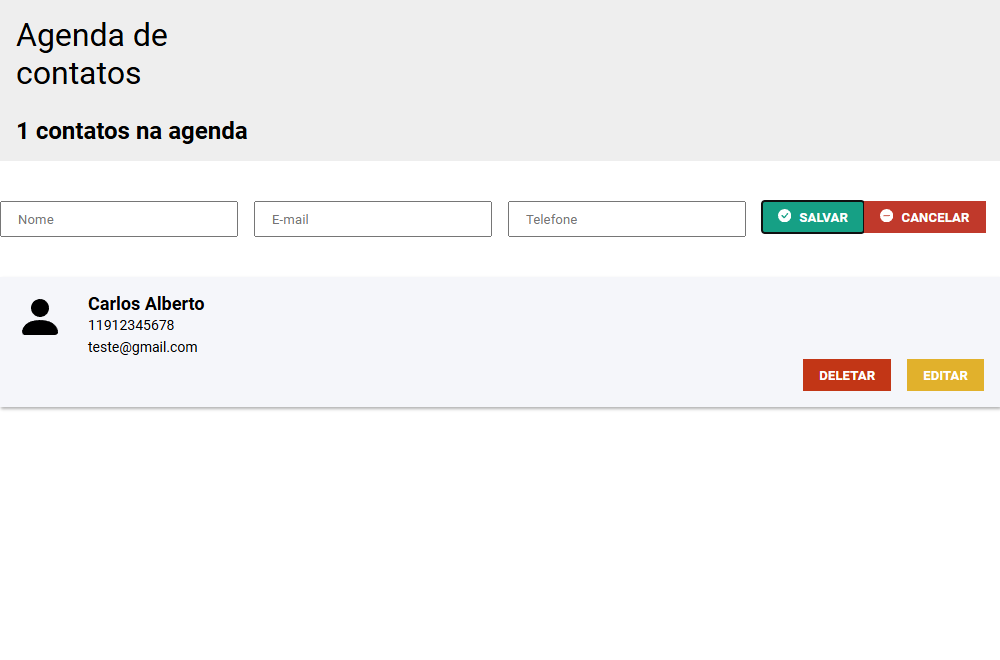 Agenda de
contatos
1 contatos na agenda
Nome
E-mail
Telefone
SALVAR
CANCELAR
Carlos Alberto
11912345678
teste@gmail.com
DELETAR
EDITAR